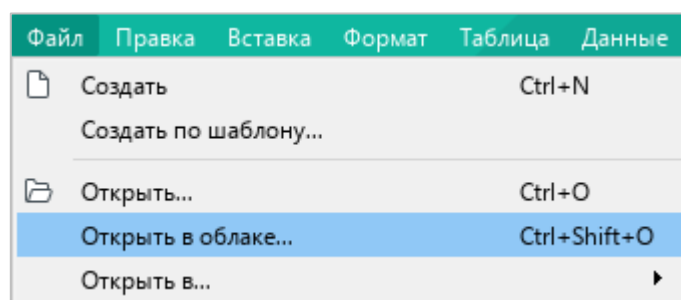 Файл Правка Вставка Формат Таблица Данные
Создать Ctrl+N
Создать по шаблону...
Открыть... Ctrl+O
Открыть в облаке... Ctrl+Shift+O
Открыть в...